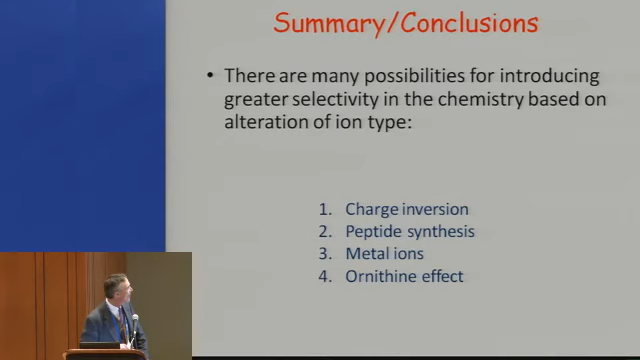 Summary/Conclusions
• There are many possibilities for introducing
greater selectivity in the chemistry based on
alteration of ion type:
1. Charge inversion
2. Peptide synthesis
3. Metal ions
4. Ornithine effect